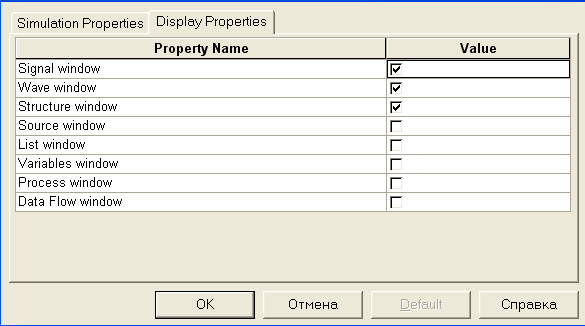 Simulation Properties Display Properties
Property Name Value
Signal window
Wave window
Structure window
Source window
List window
Variables window
Process window
Data Flow window
OK Отмена Default Справка